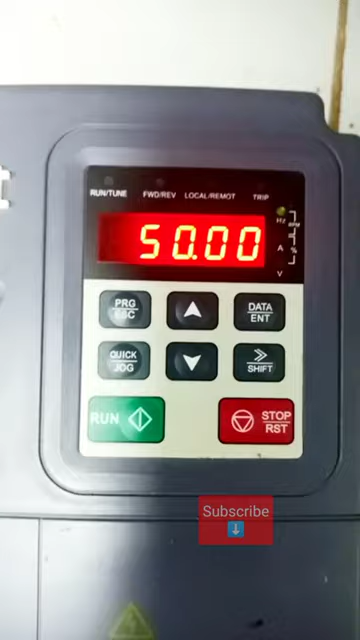 RUN/TUNE FWD/REV LOCAL/REMOT TRIP
Hz
RPM
A
%
V
50.00
PRG
ESC
DATA
ENT
QUICK
JOG
SHIFT
RUN
STOP
RST
Subscribe